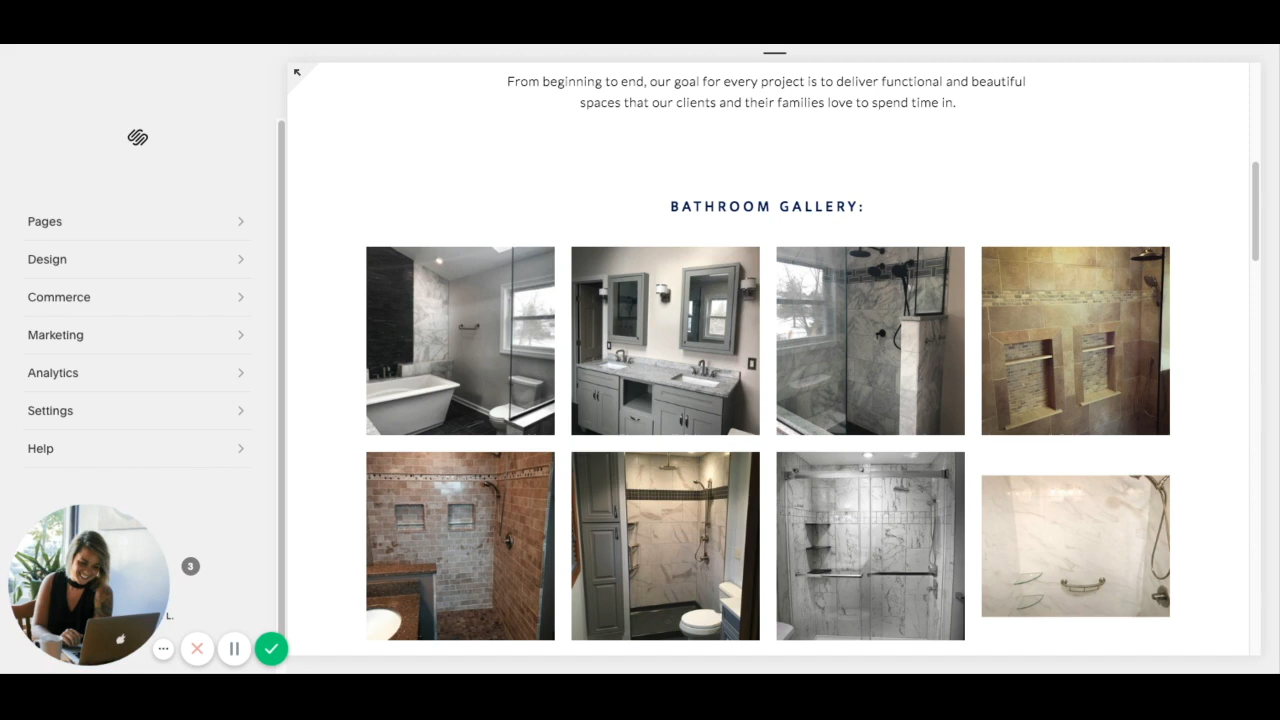 From beginning to end, our goal for every project is to deliver functional and beautiful
spaces that our clients and their families love to spend time in.
BATHROOM GALLERY:
Pages
Design
Commerce
Marketing
Analytics
Settings
Help
3
L.